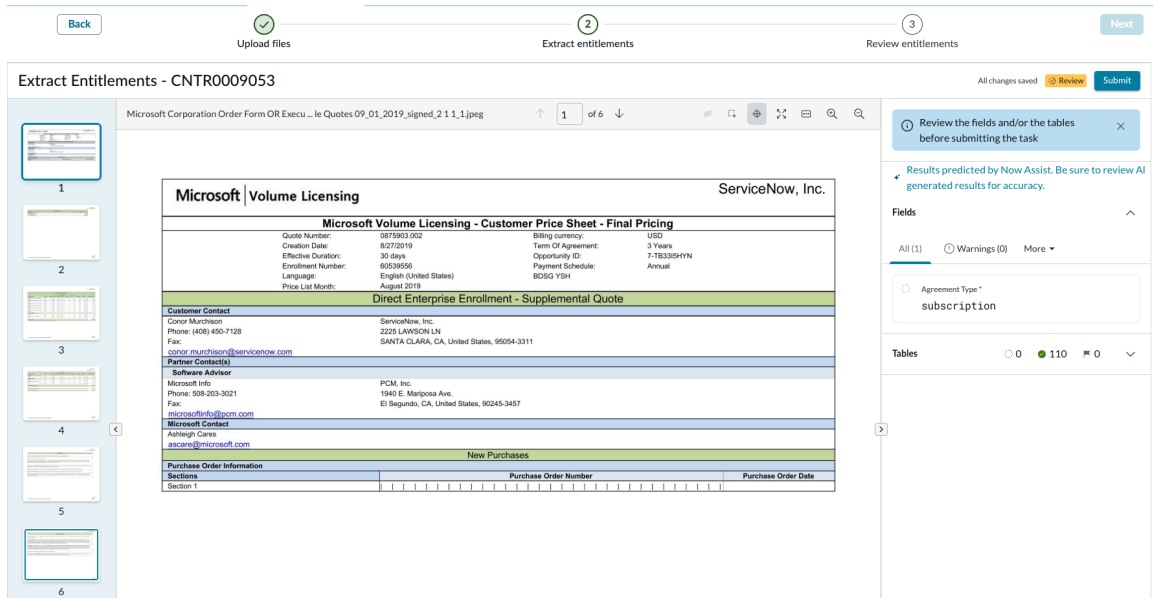 Back
Upload files
2
Extract entitlements
3
Review entitlements
Next
Extract Entitlements - CNTR0009053
All changes saved
Review
Submit
Microsoft Corporation Order Form OR Execu ... le Quotes 09_01_2019_signed_2 1 1_1.jpeg
1 of 6
1
2
3
4
5
6
Microsoft | Volume Licensing
ServiceNow, Inc.
Microsoft Volume Licensing - Customer Price Sheet - Final Pricing
Quote Number: 0875903.002 Billing currency: USD
Creation Date: 8/27/2019 Term Of Agreement: 3 Years
Effective Duration: 30 days Opportunity ID: 7-TB33I5HYN
Enrollment Number: 60539556 Payment Schedule: Annual
Language: English (United States) BDSG YSH
Price List Month: August 2019
Direct Enterprise Enrollment - Supplemental Quote
Customer Contact
Conor Murchison ServiceNow, Inc.
Phone: (408) 450-7128 2225 LAWSON LN
Fax: SANTA CLARA, CA, United States, 95054-3311
conor.murchison@servicenow.com
Partner Contact(s)
Software Advisor
Microsoft Info PCM, Inc.
Phone: 508-203-3021 1940 E. Mariposa Ave.
Fax: El Segundo, CA, United States, 90245-3457
microsoftinfo@pcm.com
Microsoft Contact
Ashleigh Cares
ascare@microsoft.com
New Purchases
Purchase Order Information
Sections Purchase Order Number Purchase Order Date
Section 1
Review the fields and/or the tables
before submitting the task
Results predicted by Now Assist. Be sure to review AI
generated results for accuracy.
Fields
All (1) Warnings (0) More
Agreement Type *
subscription
Tables 0 110 0